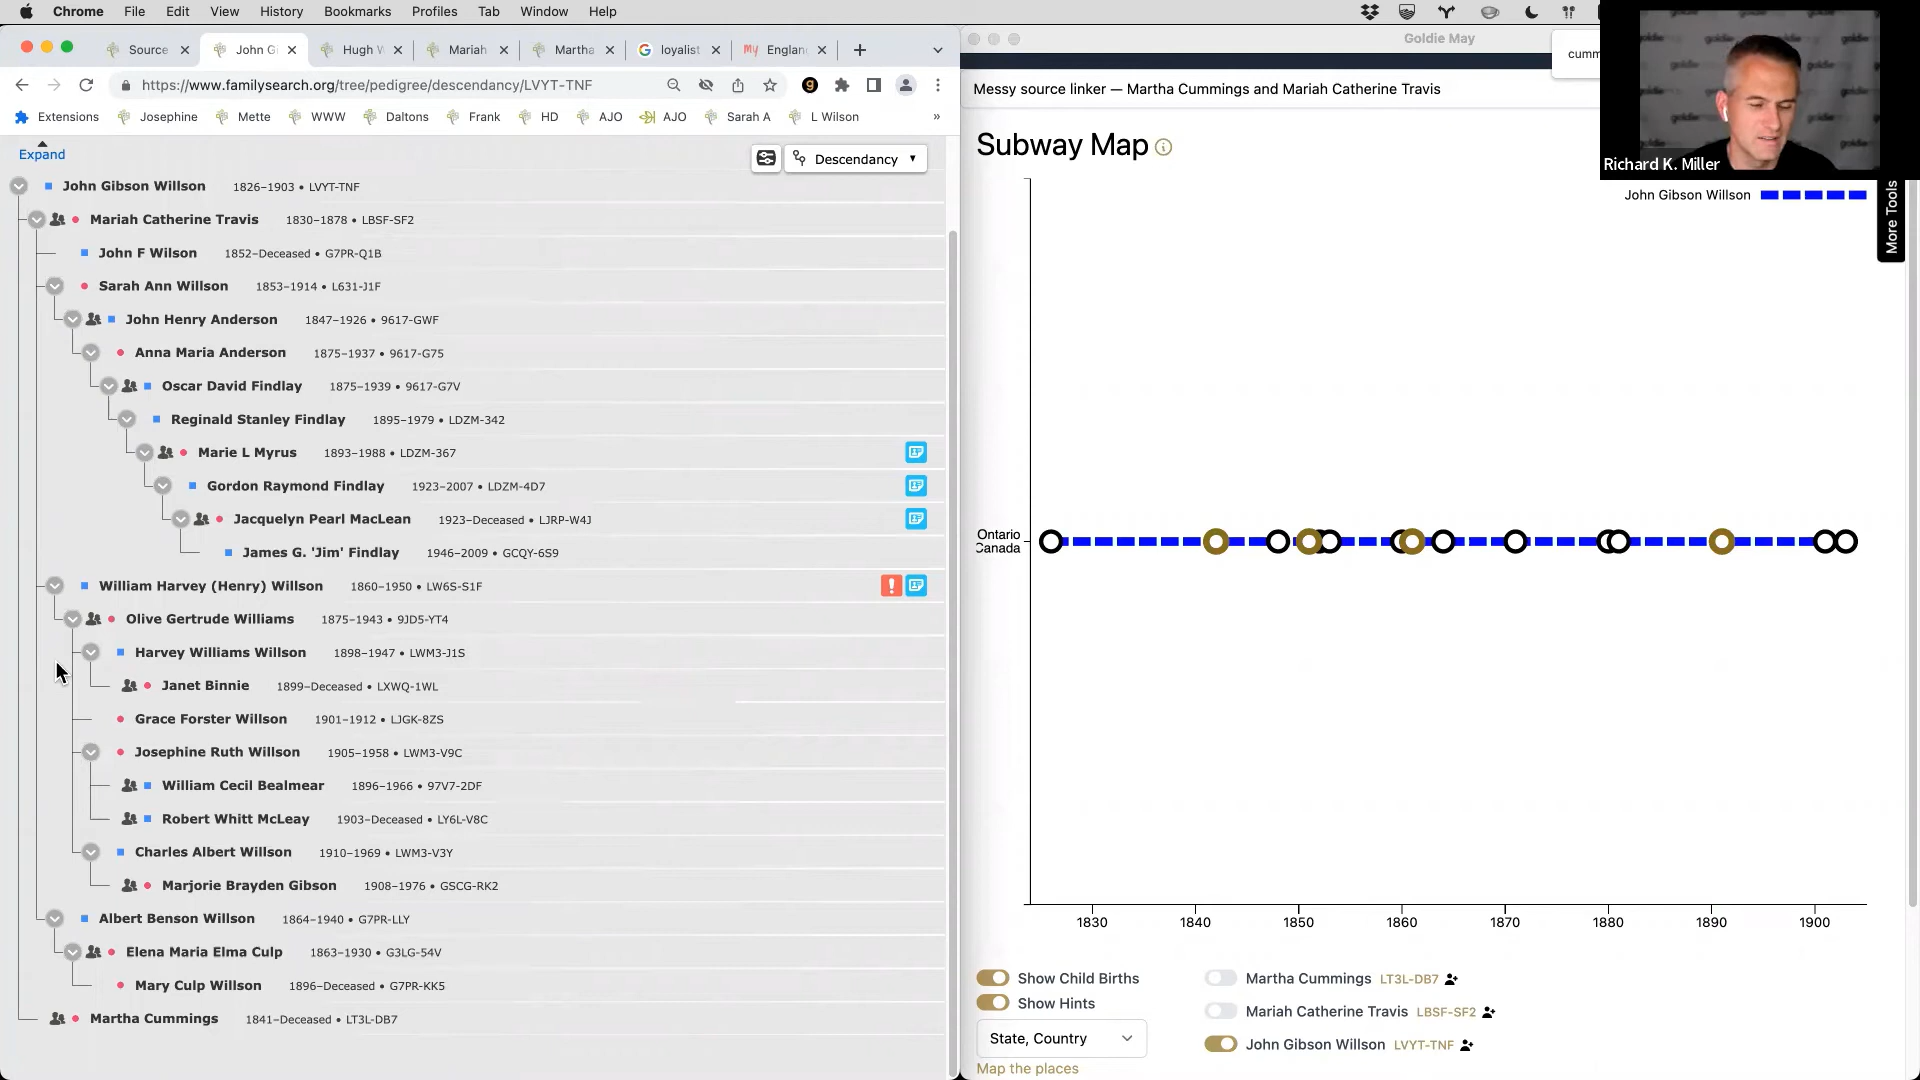 Chrome File Edit View History Bookmarks Profiles Tab Window Help
Source John Gi Hugh W Mariah Martha G loyalist MY Englan
https://www.familysearch.org/tree/pedigree/descendancy/LVYT-TNF
Extensions Josephine Mette WWW Daltons Frank HD AJO AJO Sarah A L Wilson »
Expand
Descendancy
John Gibson Willson 1826–1903 • LVYT-TNF
Mariah Catherine Travis 1830–1878 • LBSF-SF2
John F Wilson 1852–Deceased • G7PR-Q1B
Sarah Ann Willson 1853–1914 • L631-J1F
John Henry Anderson 1847–1926 • 9617-GWF
Anna Maria Anderson 1875–1937 • 9617-G75
Oscar David Findlay 1875–1939 • 9617-G7V
Reginald Stanley Findlay 1895–1979 • LDZM-342
Marie L Myrus 1893–1988 • LDZM-367
Gordon Raymond Findlay 1923–2007 • LDZM-4D7
Jacquelyn Pearl MacLean 1923–Deceased • LJRP-W4J
James G. 'Jim' Findlay 1946–2009 • GCQY-6S9
William Harvey (Henry) Willson 1860–1950 • LW6S-S1F
Olive Gertrude Williams 1875–1943 • 9JD5-YT4
Harvey Williams Willson 1898–1947 • LWM3-J1S
Janet Binnie 1899–Deceased • LXWQ-1WL
Grace Forster Willson 1901–1912 • LJGK-8ZS
Josephine Ruth Willson 1905–1958 • LWM3-V9C
William Cecil Bealmear 1896–1966 • 97V7-2DF
Robert Whitt McLeay 1903–Deceased • LY6L-V8C
Charles Albert Willson 1910–1969 • LWM3-V3Y
Marjorie Brayden Gibson 1908–1976 • GSCG-RK2
Albert Benson Willson 1864–1940 • G7PR-LLY
Elena Maria Elma Culp 1863–1930 • G3LG-54V
Mary Culp Willson 1896–Deceased • G7PR-KK5
Martha Cummings 1841–Deceased • LT3L-DB7
Goldie May
cumm
Messy source linker — Martha Cummings and Mariah Catherine Travis
Subway Map
Richard K. Miller
John Gibson Willson
More Tools
Ontario
Canada
1830 1840 1850 1860 1870 1880 1890 1900
Show Child Births
Show Hints
State, Country
Map the places
Martha Cummings LT3L-DB7
Mariah Catherine Travis LBSF-SF2
John Gibson Willson LVYT-TNF